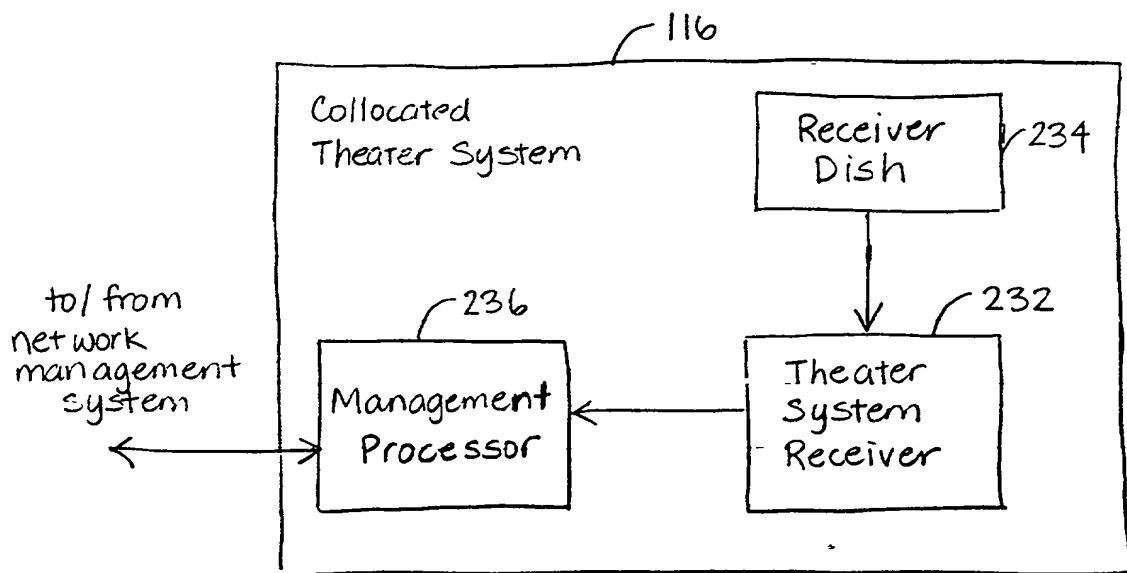 116
Collocated
Theater System
Receiver
Dish
234
to/from
network
management
system
236
Management
Processor
232
Theater
System
Receiver